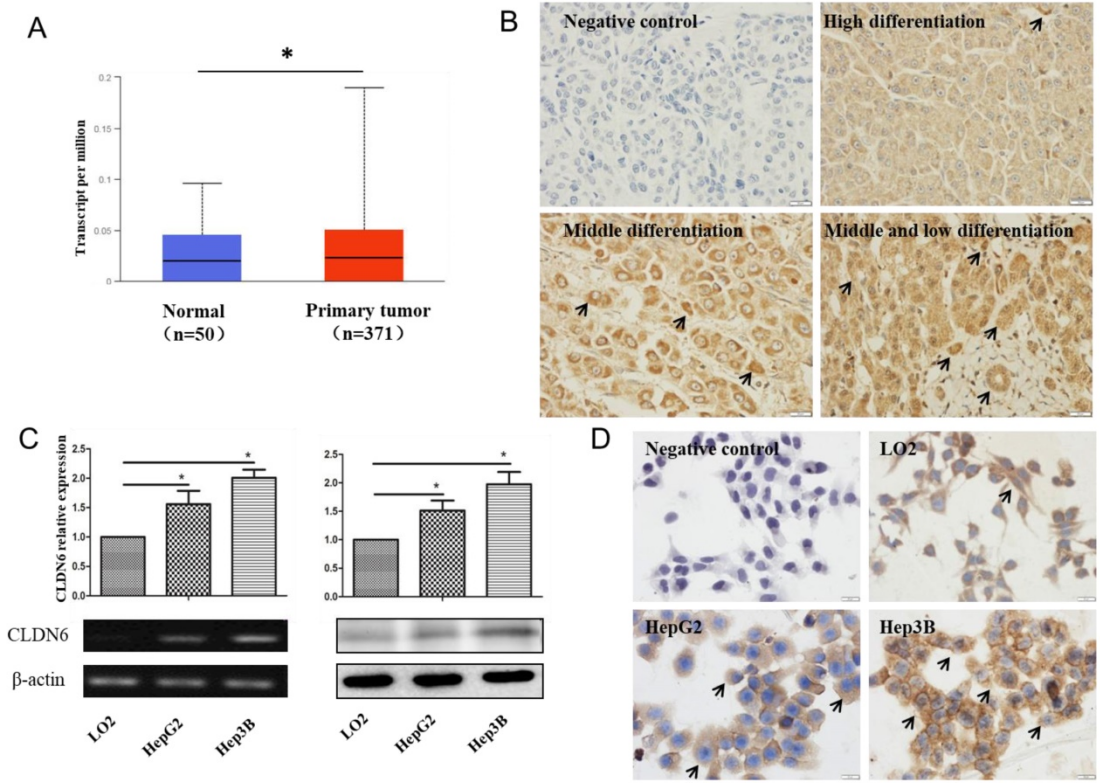 A
*
Transcript per million
0.2
0.15
0.1
0.05
0
Normal
(n=50)
Primary tumor
(n=371)
B
Negative control
High differentiation
Middle differentiation
Middle and low differentiation
C
CLDN6 relative expression
2.5
2.0
1.5
1.0
0.5
0.0
*
*
2.5
2.0
1.5
1.0
0.5
0.0
*
*
CLDN6
β-actin
LO2
HepG2
Hep3B
LO2
HepG2
Hep3B
D
Negative control
LO2
HepG2
Hep3B